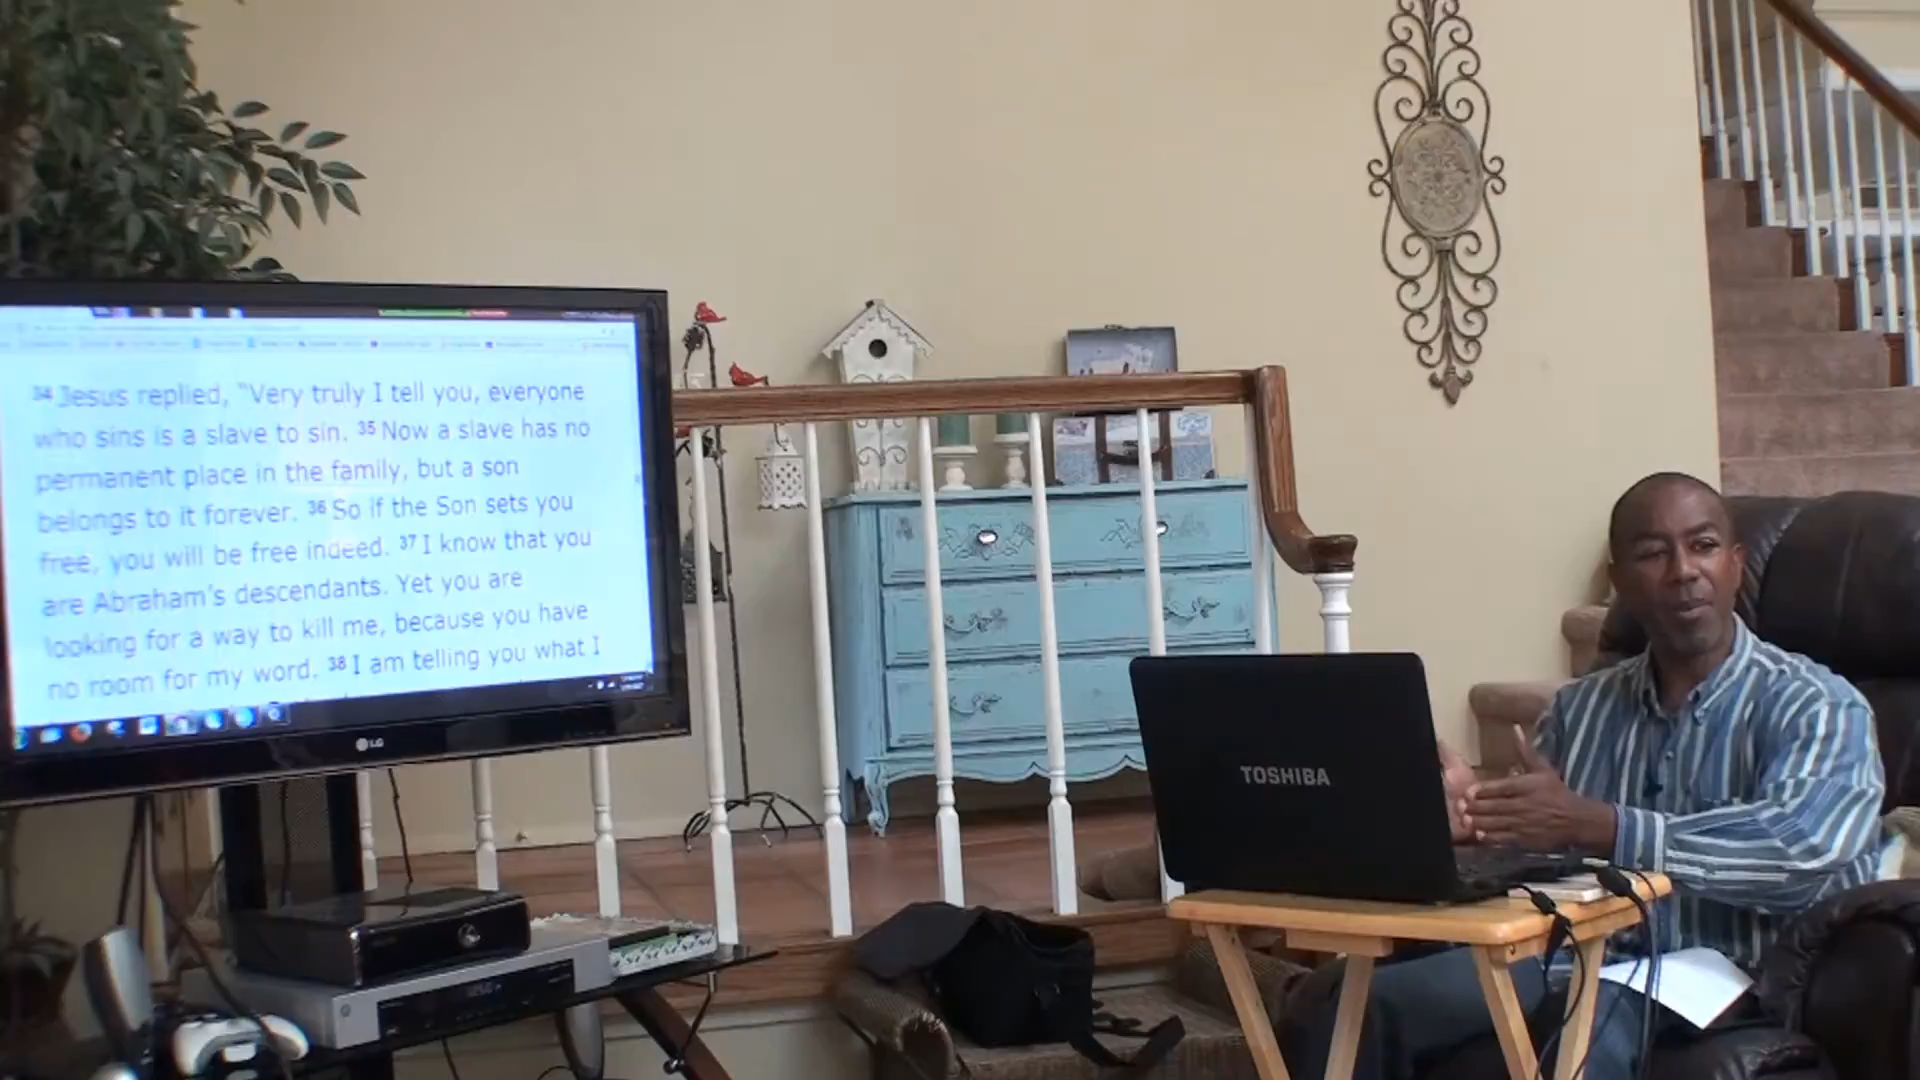 34 Jesus replied, “Very truly I tell you, everyone
who sins is a slave to sin. 35 Now a slave has no
permanent place in the family, but a son
belongs to it forever. 36 So if the Son sets you
free, you will be free indeed. 37 I know that you
are Abraham’s descendants. Yet you are
looking for a way to kill me, because you have
no room for my word. 38 I am telling you what I
LG
TOSHIBA